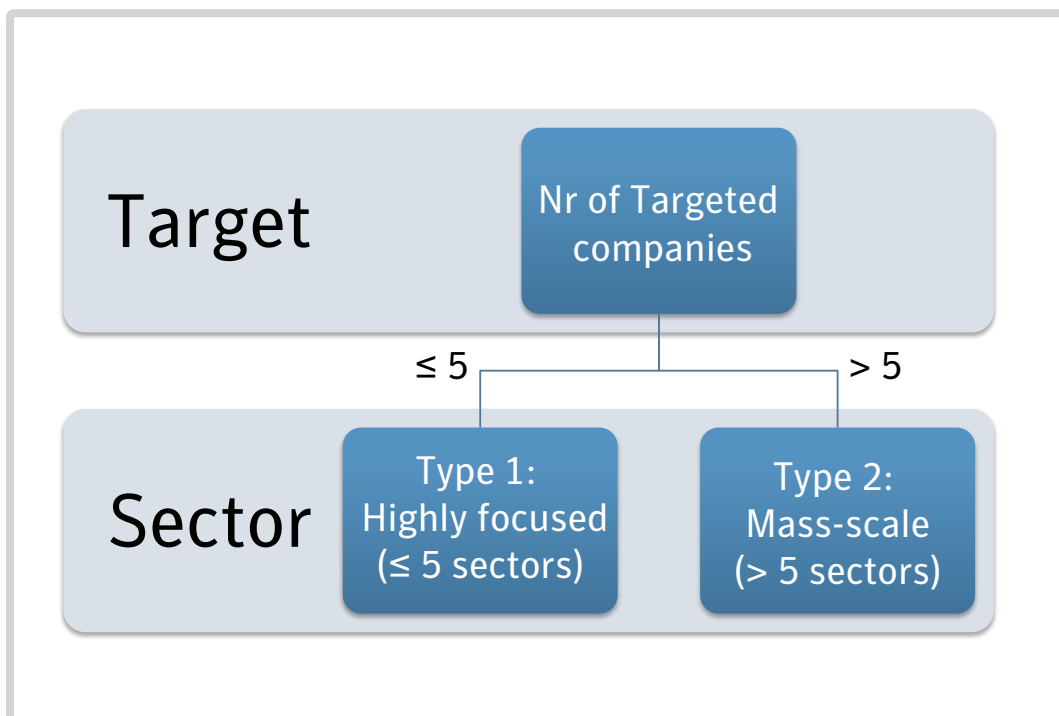 Target
Nr of Targeted
companies
≤ 5
> 5
Sector
Type 1:
Highly focused
(≤ 5 sectors)
Type 2:
Mass-scale
(> 5 sectors)